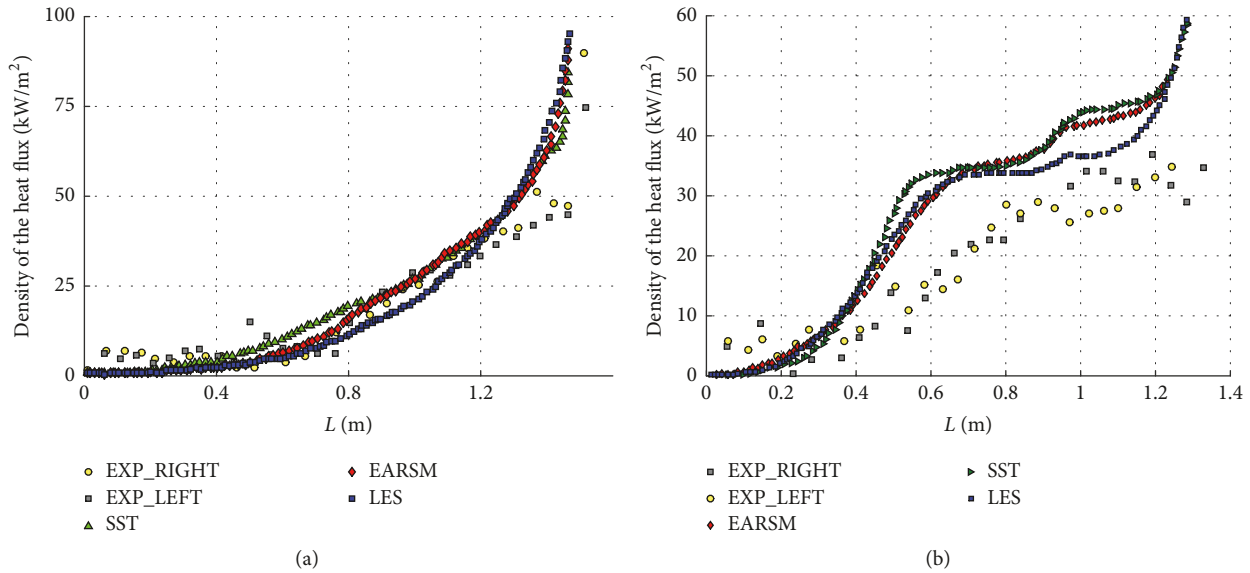 Density of the heat flux (kW/m²)
100
75
50
25
0
0
0.4
0.8
1.2
L (m)
EXP_RIGHT
EXP_LEFT
SST
EARSM
LES
(a)
Density of the heat flux (kW/m²)
60
50
40
30
20
10
0
0
0.2
0.4
0.6
0.8
1
1.2
1.4
L (m)
EXP_RIGHT
EXP_LEFT
EARSM
SST
LES
(b)